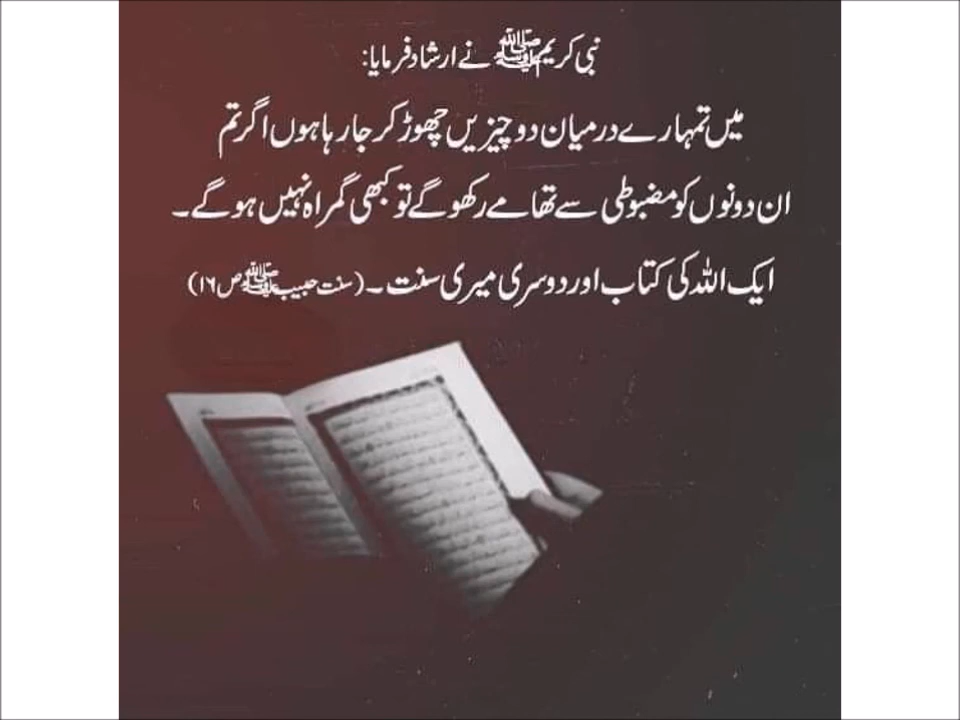 نبی کریم ﷺ نے ارشاد فرمایا:
میں تمہارے درمیان دو چیزیں چھوڑ کر جا رہا ہوں اگر تم
ان دونوں کو مضبوطی سے تھامے رکھو گے تو کبھی گمراہ نہیں ہو گے۔
ایک اللہ کی کتاب اور دوسری میری سنت۔ (سنت حبیب ﷺ ص ۱۶)